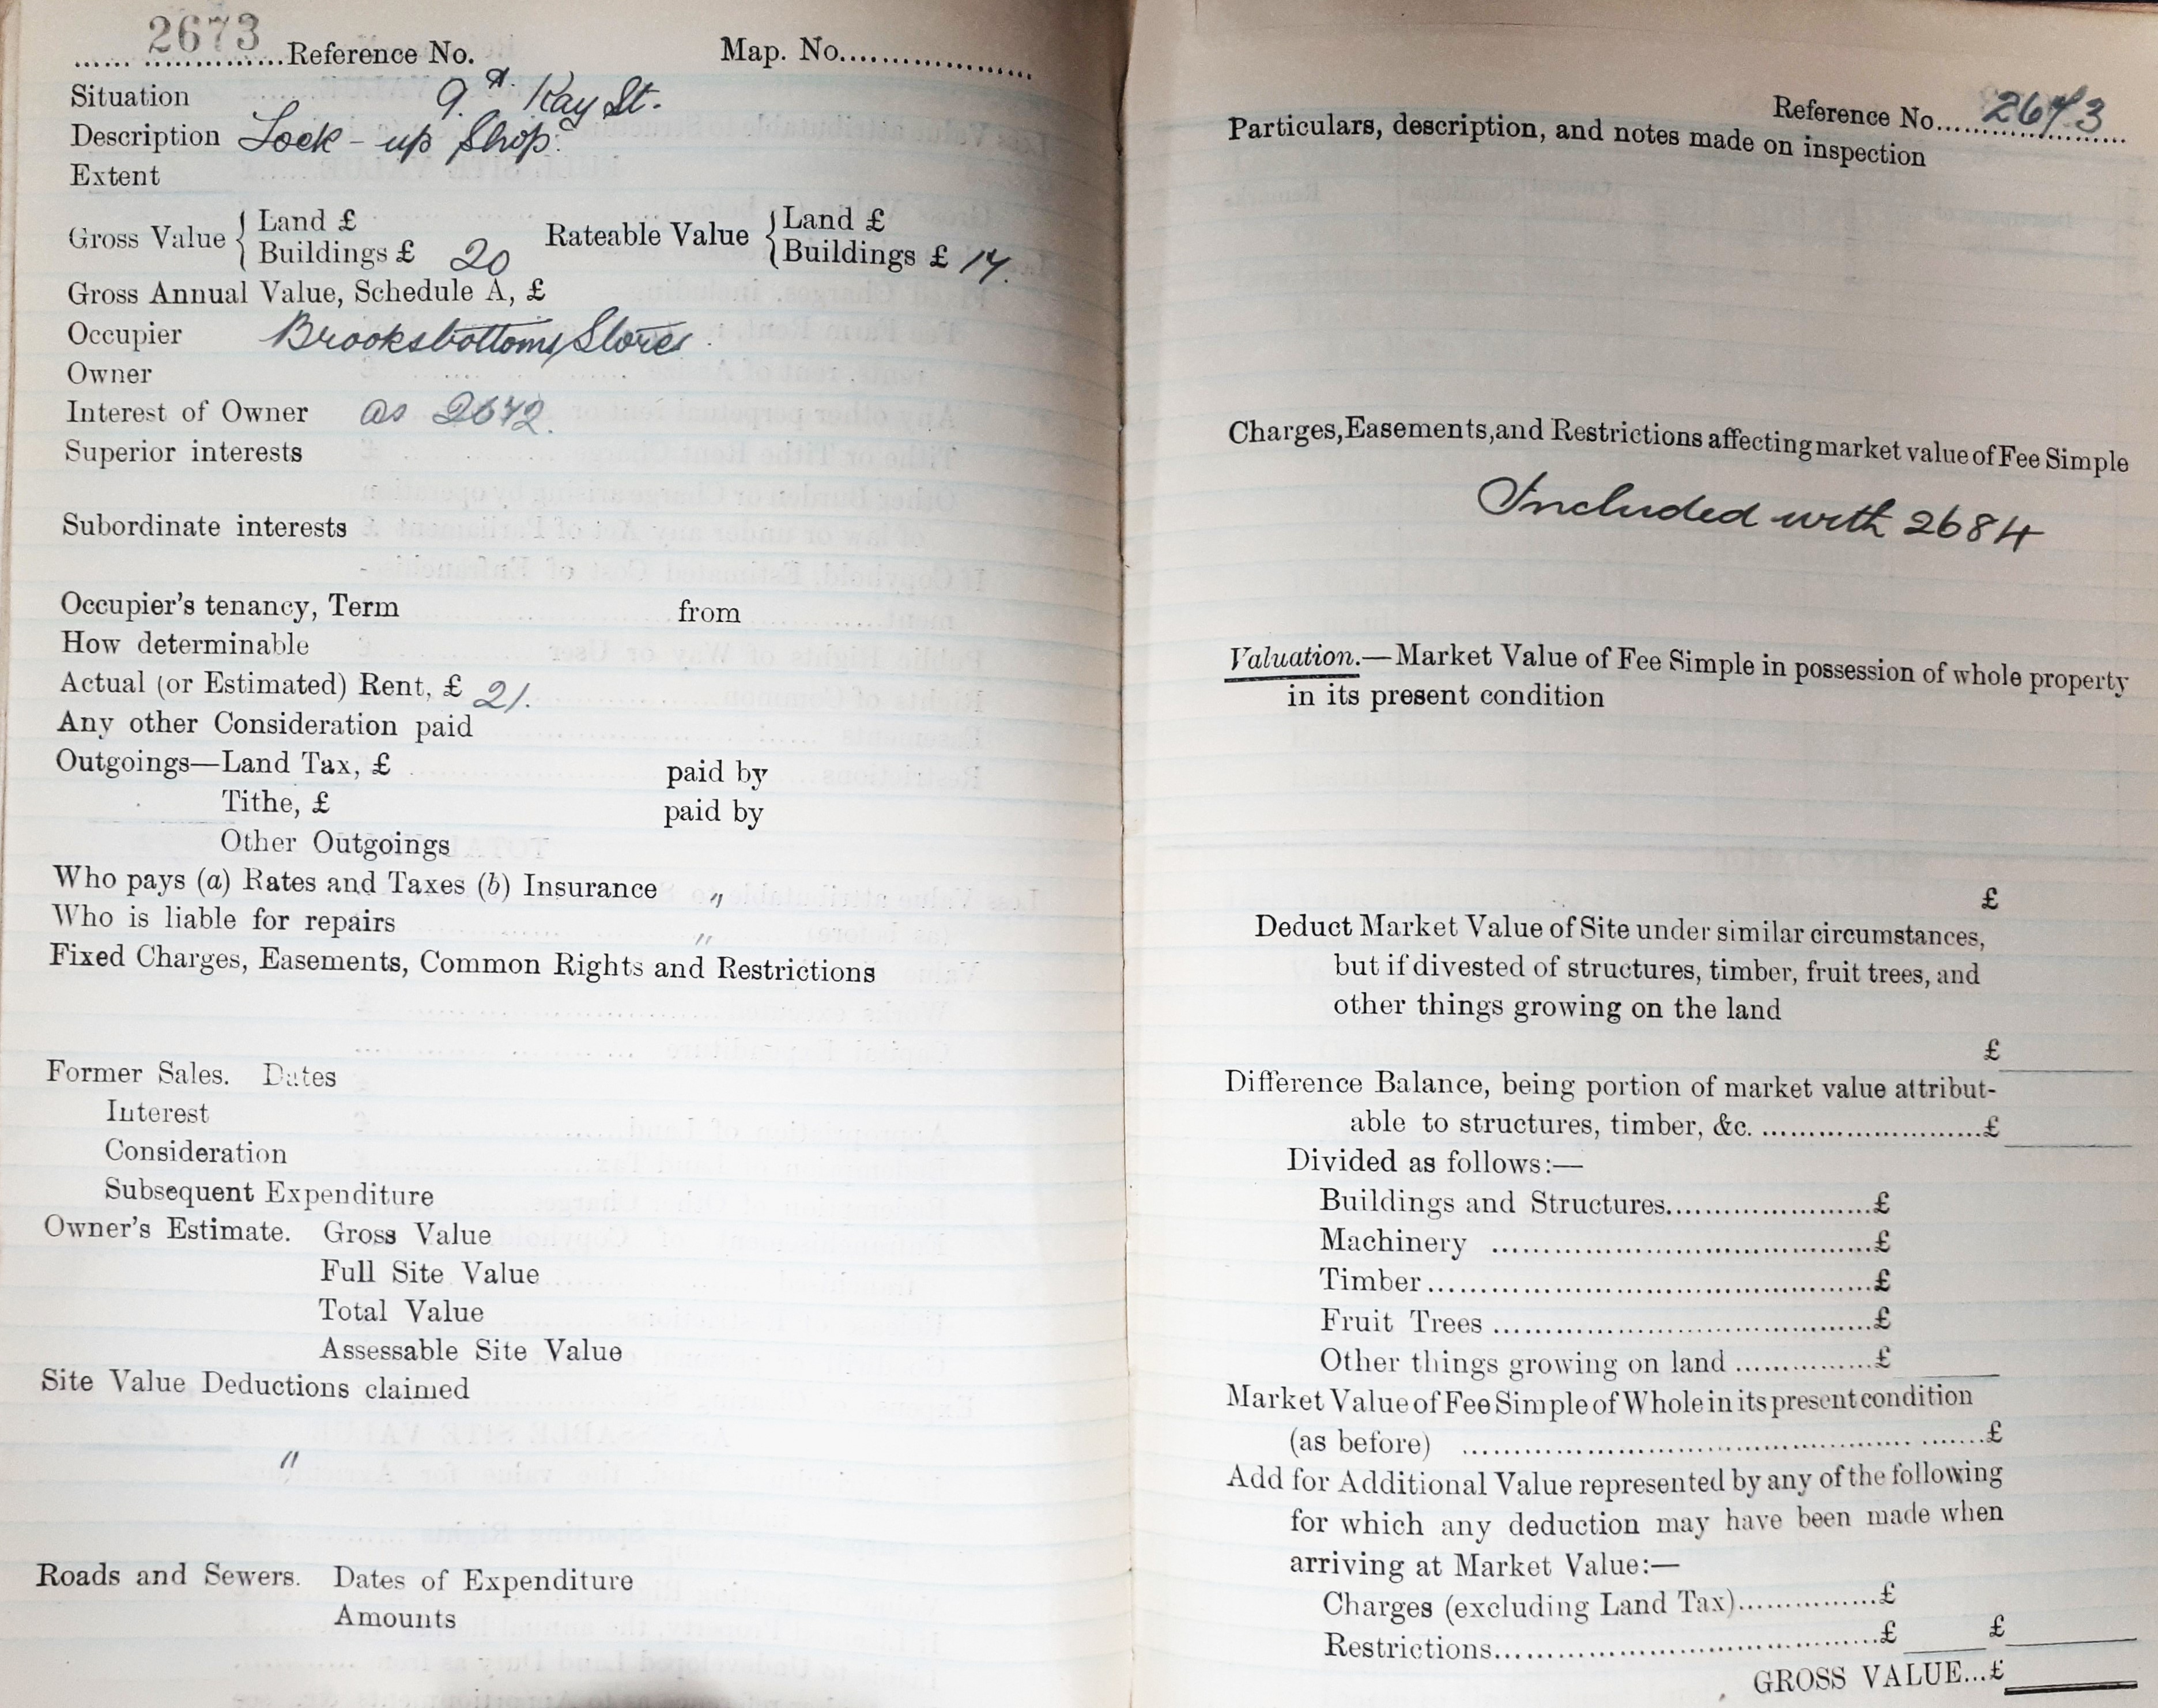 2673 Reference No. Map. No.
Situation 9.A. Kay St.
Description Lock-up Shop.
Extent
Gross Value { Land £ Rateable Value { Land £
Buildings £ 20 Buildings £ 17.
Gross Annual Value, Schedule A, £
Occupier Brooksbottoms Stores.
Owner
Interest of Owner as 2672.
Superior interests
Subordinate interests
Occupier's tenancy, Term from
How determinable
Actual (or Estimated) Rent, £ 21.
Any other Consideration paid
Outgoings—Land Tax, £ paid by
Tithe, £ paid by
Other Outgoings
Who pays (a) Rates and Taxes (b) Insurance "
Who is liable for repairs "
Fixed Charges, Easements, Common Rights and Restrictions
Former Sales. Dates
Interest
Consideration
Subsequent Expenditure
Owner's Estimate. Gross Value
Full Site Value
Total Value
Assessable Site Value
Site Value Deductions claimed
"
Roads and Sewers. Dates of Expenditure
Amounts
Reference No. 2673
Particulars, description, and notes made on inspection
Charges, Easements, and Restrictions affecting market value of Fee Simple
Included with 2684
Valuation.—Market Value of Fee Simple in possession of whole property
in its present condition
£
Deduct Market Value of Site under similar circumstances,
but if divested of structures, timber, fruit trees, and
other things growing on the land
£
Difference Balance, being portion of market value attribut-
able to structures, timber, &c. £
Divided as follows:—
Buildings and Structures £
Machinery £
Timber £
Fruit Trees £
Other things growing on land £
Market Value of Fee Simple of Whole in its present condition
(as before) £
Add for Additional Value represented by any of the following
for which any deduction may have been made when
arriving at Market Value:—
Charges (excluding Land Tax) £
Restrictions £ £
GROSS VALUE...£